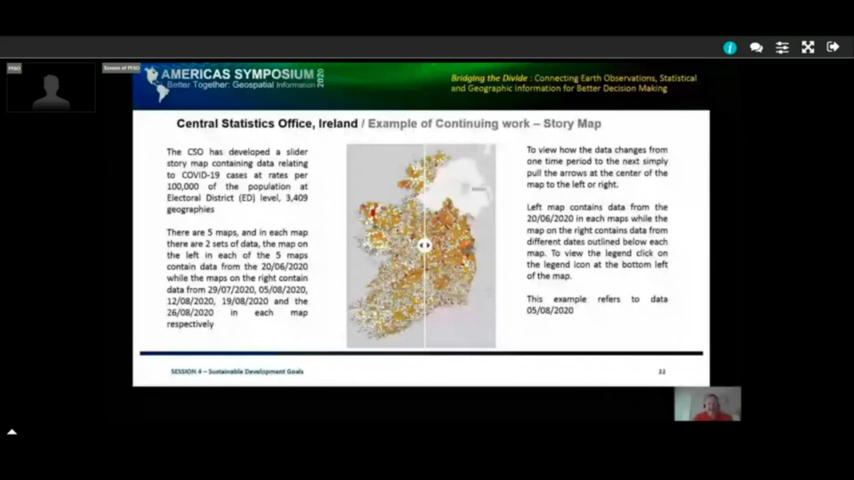 PFSO
Screen of PFSO
AMERICAS SYMPOSIUM 2020
Better Together: Geospatial Information
Bridging the Divide : Connecting Earth Observations, Statistical
and Geographic Information for Better Decision Making
Central Statistics Office, Ireland / Example of Continuing work – Story Map
The CSO has developed a slider
story map containing data relating
to COVID-19 cases at rates per
100,000 of the population at
Electoral District (ED) level, 3,409
geographies
There are 5 maps, and in each map
there are 2 sets of data, the map on
the left in each of the 5 maps
contain data from the 20/06/2020
while the maps on the right contain
data from 29/07/2020, 05/08/2020,
12/08/2020, 19/08/2020 and the
26/08/2020 in each map
respectively
To view how the data changes from
one time period to the next simply
pull the arrows at the center of the
map to the left or right.
Left map contains data from the
20/06/2020 in each maps while the
map on the right contains data from
different dates outlined below each
map. To view the legend click on
the legend icon at the bottom left
of the map.
This example refers to data
05/08/2020
SESSION 4 – Sustainable Development Goals